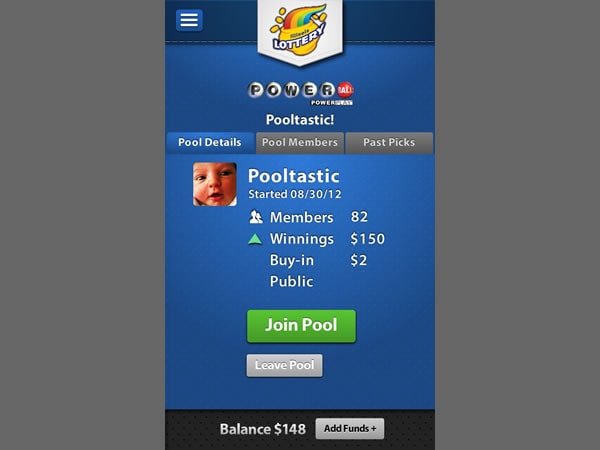 Illinois
LOTTERY
POWERBALL
POWERPLAY
Pooltastic!
Pool Details
Pool Members
Past Picks
Pooltastic
Started 08/30/12
Members 82
Winnings $150
Buy-in $2
Public
Join Pool
Leave Pool
Balance $148
Add Funds +